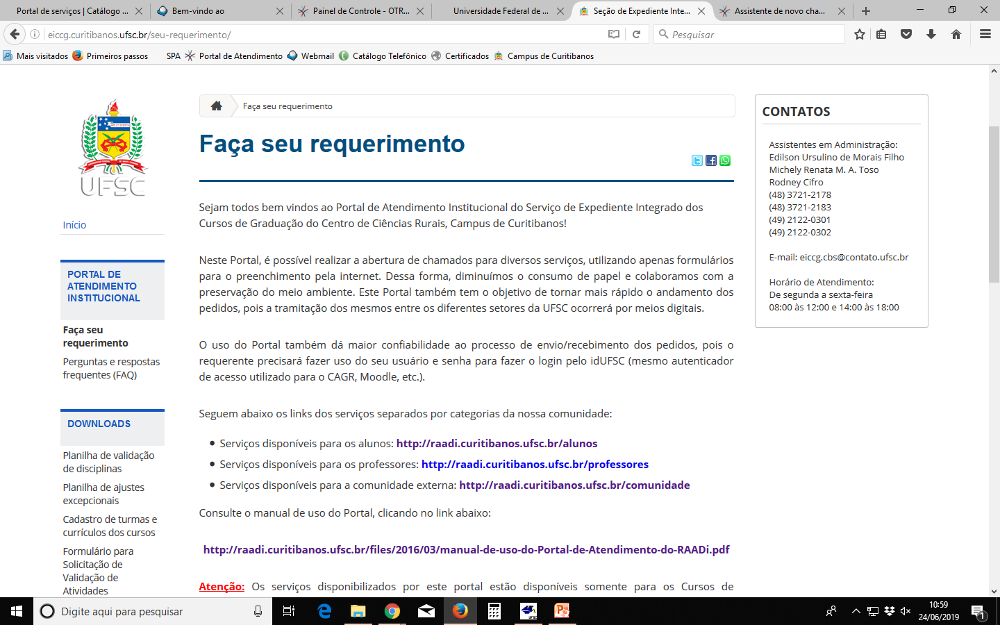 Portal de serviços | Catálogo ...
Bem-vindo ao
Painel de Controle - OTR...
Universidade Federal de ...
Seção de Expediente Inte...
Assistente de novo cha...
eiccg.curitibanos.ufsc.br/seu-requerimento/
Pesquisar
Mais visitados
Primeiros passos
SPA
Portal de Atendimento
Webmail
Catálogo Telefônico
Certificados
Campus de Curitibanos
UFSC
Início
PORTAL DE
ATENDIMENTO
INSTITUCIONAL
Faça seu
requerimento
Perguntas e respostas
frequentes (FAQ)
DOWNLOADS
Planilha de validação
de disciplinas
Planilha de ajustes
excepcionais
Cadastro de turmas e
currículos dos cursos
Formulário para
Solicitação de
Validação de
Atividades
Faça seu requerimento
Faça seu requerimento
Sejam todos bem vindos ao Portal de Atendimento Institucional do Serviço de Expediente Integrado dos
Cursos de Graduação do Centro de Ciências Rurais, Campus de Curitibanos!
Neste Portal, é possível realizar a abertura de chamados para diversos serviços, utilizando apenas formulários
para o preenchimento pela internet. Dessa forma, diminuímos o consumo de papel e colaboramos com a
preservação do meio ambiente. Este Portal também tem o objetivo de tornar mais rápido o andamento dos
pedidos, pois a tramitação dos mesmos entre os diferentes setores da UFSC ocorrerá por meios digitais.
O uso do Portal também dá maior confiabilidade ao processo de envio/recebimento dos pedidos, pois o
requerente precisará fazer uso do seu usuário e senha para fazer o login pelo idUFSC (mesmo autenticador
de acesso utilizado para o CAGR, Moodle, etc.).
Seguem abaixo os links dos serviços separados por categorias da nossa comunidade:
Serviços disponíveis para os alunos: http://raadi.curitibanos.ufsc.br/alunos
Serviços disponíveis para os professores: http://raadi.curitibanos.ufsc.br/professores
Serviços disponíveis para a comunidade externa: http://raadi.curitibanos.ufsc.br/comunidade
Consulte o manual de uso do Portal, clicando no link abaixo:
http://raadi.curitibanos.ufsc.br/files/2016/03/manual-de-uso-do-Portal-de-Atendimento-do-RAADi.pdf
Atenção: Os serviços disponibilizados por este portal estão disponíveis somente para os Cursos de
CONTATOS
Assistentes em Administração:
Edilson Ursulino de Morais Filho
Michely Renata M. A. Toso
Rodney Cifro
(48) 3721-2178
(48) 3721-2183
(49) 2122-0301
(49) 2122-0302
E-mail: eiccg.cbs@contato.ufsc.br
Horário de Atendimento:
De segunda a sexta-feira
08:00 às 12:00 e 14:00 às 18:00
Digite aqui para pesquisar
10:59
24/06/2019
1